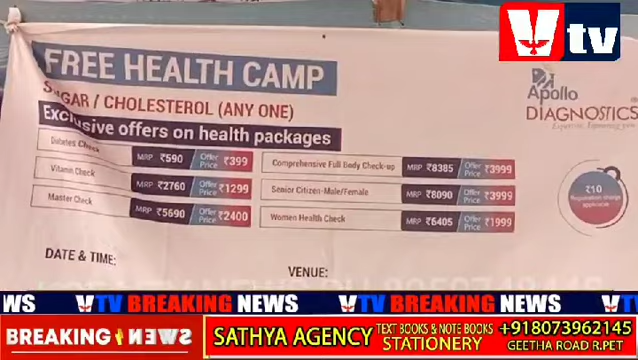 V tv
FREE HEALTH CAMP
SUGAR / CHOLESTEROL (ANY ONE)
Exclusive offers on health packages
Apollo
DIAGNOSTICS
Diabetes Check MRP ₹590 Offer Price ₹399
Vitamin Check MRP ₹2760 Offer Price ₹1299
Master Check MRP ₹5690 Offer Price ₹2400
Comprehensive Full Body Check-up MRP ₹8385 Offer Price ₹3999
Senior Citizen-Male/Female MRP ₹8090 Offer Price ₹3999
Women Health Check MRP ₹6405 Offer Price ₹1999
₹10
Registration charge
applicable
DATE & TIME:
VENUE:
WS VTV BREAKING NEWS VTV BREAKING NEWS VTV
BREAKING NEWS
SATHYA AGENCY
TEXT BOOKS & NOTE BOOKS
STATIONERY
+918073962145
GEETHA ROAD R.PET